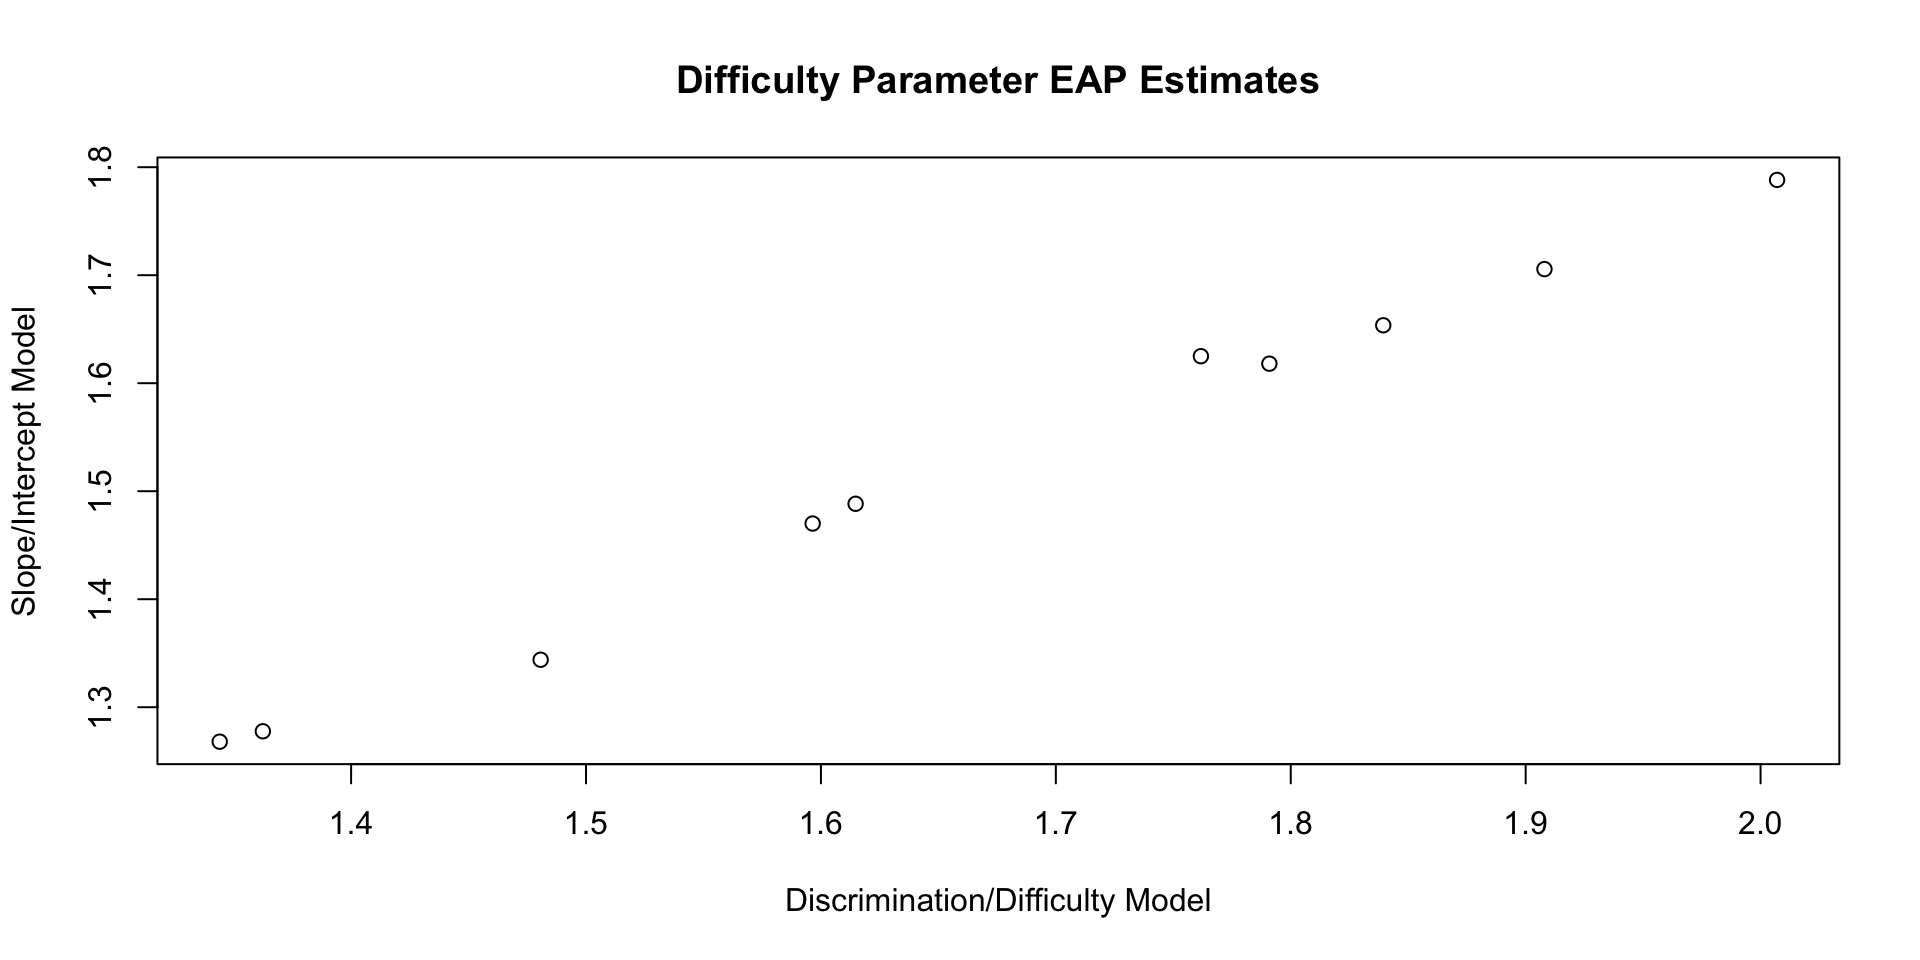 Difficulty Parameter EAP Estimates
Slope/Intercept Model
1.8
1.7
1.6
1.5
1.4
1.3
1.4 1.5 1.6 1.7 1.8 1.9 2.0
Discrimination/Difficulty Model